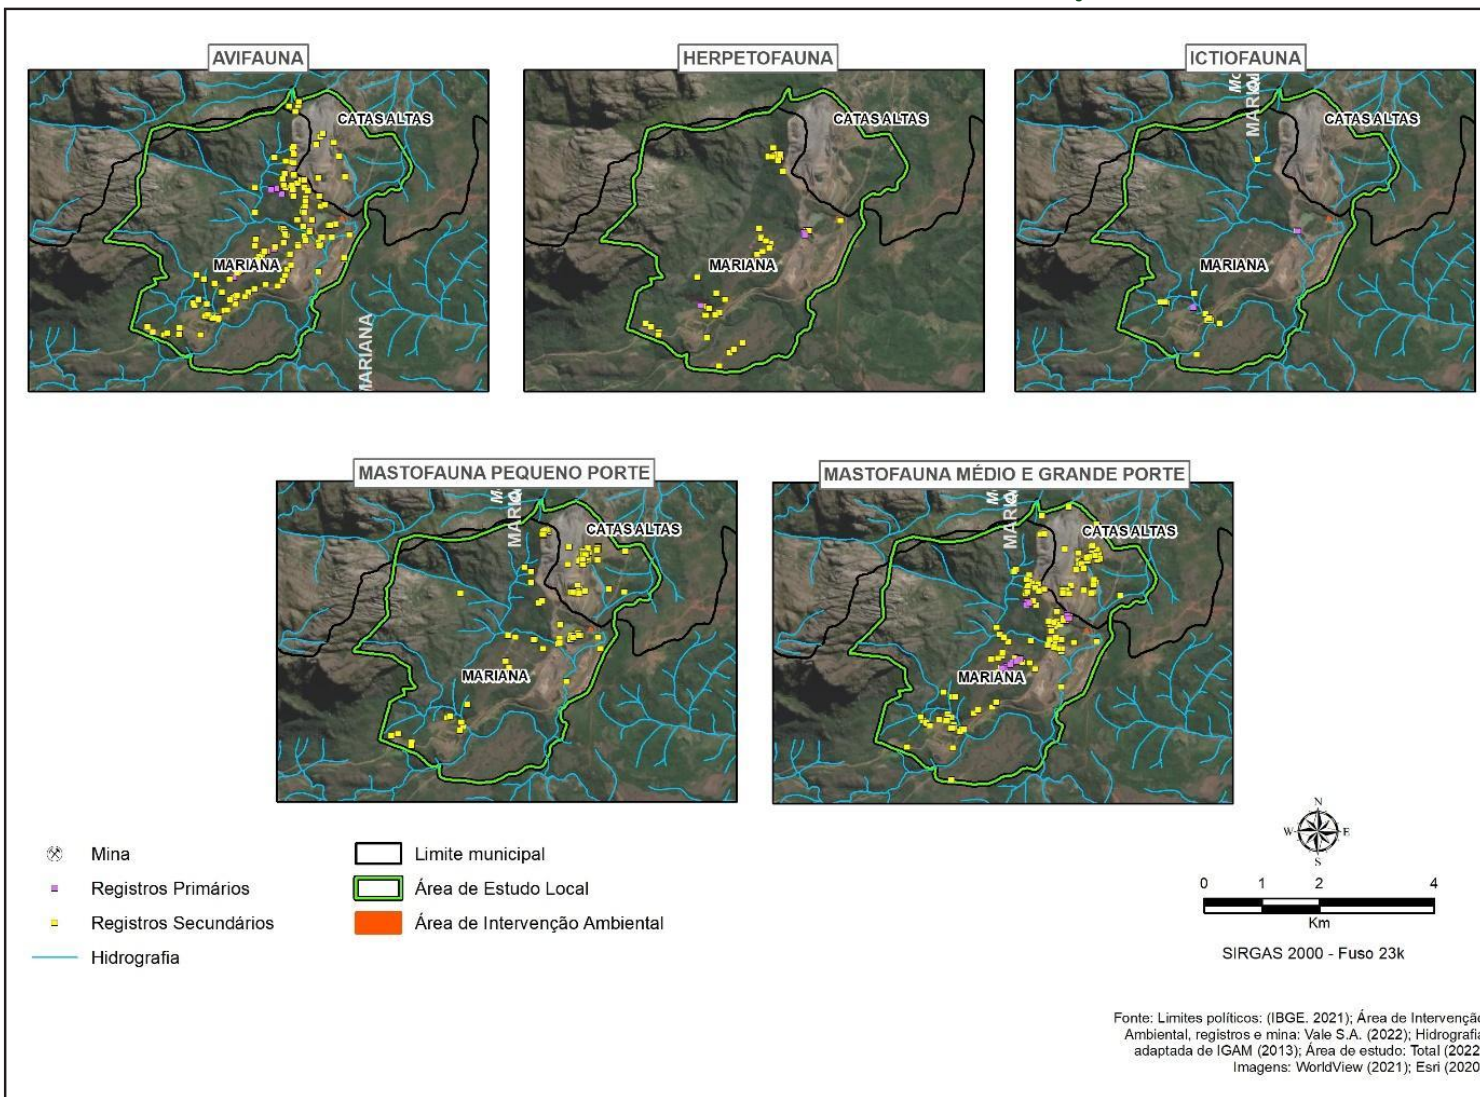 AVIFAUNA
HERPETOFAUNA
ICTIOFAUNA
CATAS ALTAS
MARIANA
MARIANA
CATAS ALTAS
MARIANA
CATAS ALTAS
MARIANA
MASTOFAUNA PEQUENO PORTE
MASTOFAUNA MÉDIO E GRANDE PORTE
CATAS ALTAS
MARIANA
CATAS ALTAS
MARIANA
Mina
Registros Primários
Registros Secundários
Hidrografia
Limite municipal
Área de Estudo Local
Área de Intervenção Ambiental
N
W E
S
0 1 2 4
Km
SIRGAS 2000 - Fuso 23k
Fonte: Limites políticos: (IBGE. 2021); Área de Intervenção
Ambiental, registros e mina: Vale S.A. (2022); Hidrografia
adaptada de IGAM (2013); Área de estudo: Total (2022
Imagens: WorldView (2021); Esri (2020